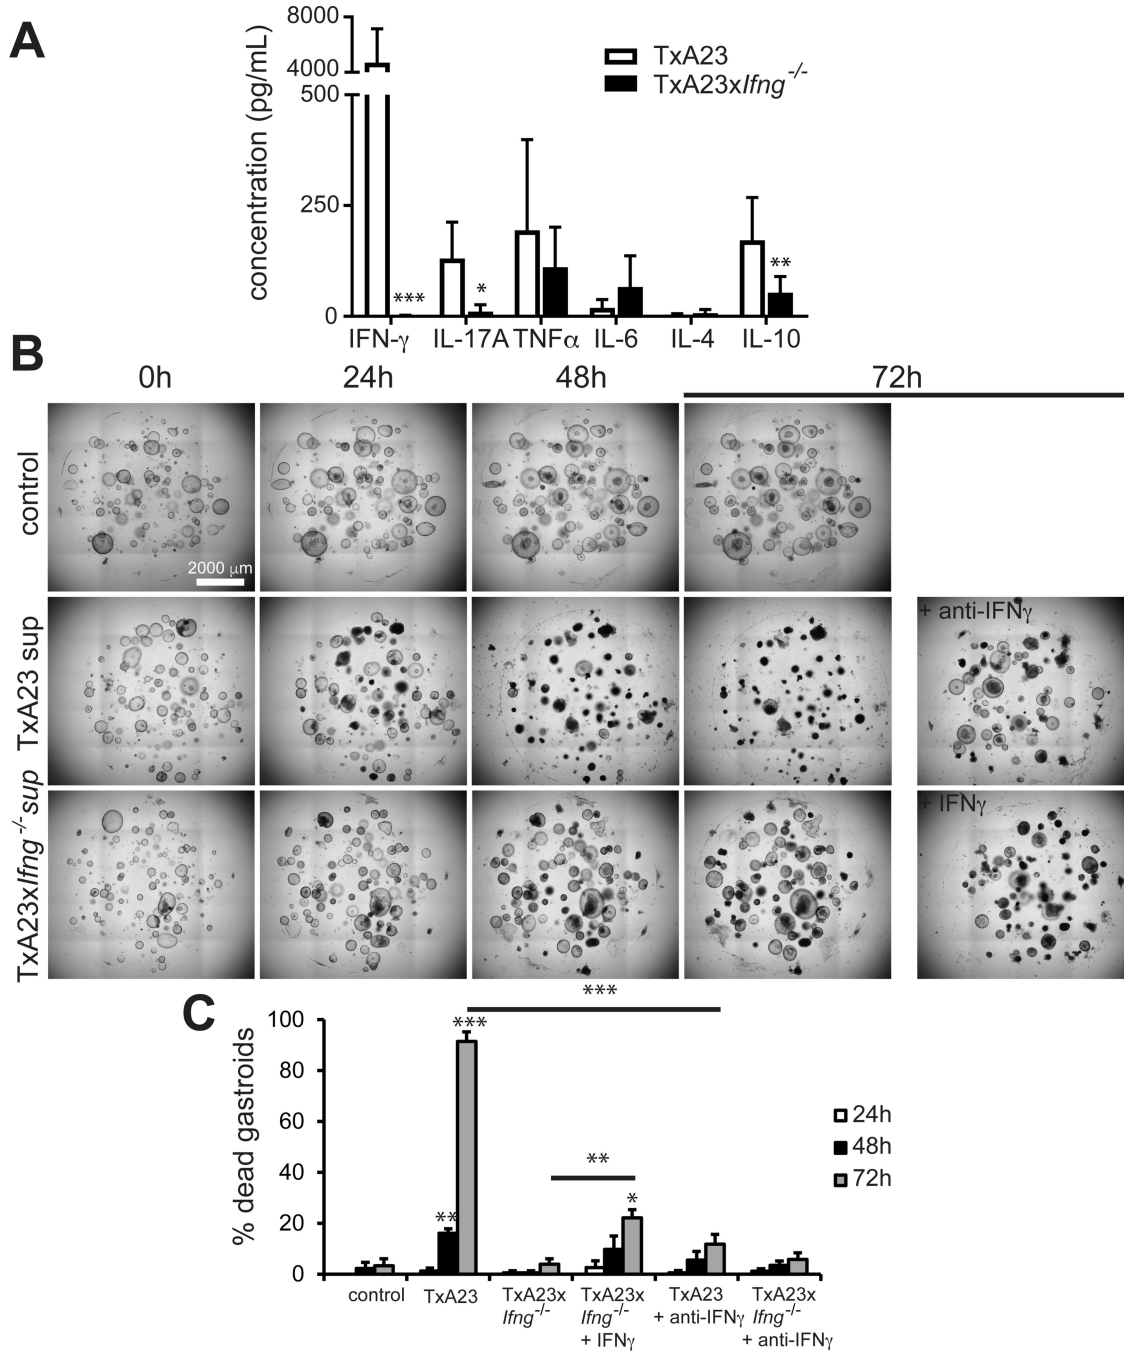 A
concentration (pg/mL)
8000
4000
500
250
0
TxA23
TxA23xIfng -/-
***
*
**
IFN-γ IL-17A TNFα IL-6 IL-4 IL-10
B
0h 24h 48h 72h
control
2000 μm
TxA23 sup
+ anti-IFNγ
TxA23xIfng -/- sup
+ IFNγ
C
% dead gastroids
100
80
60
40
20
0
***
***
**
**
*
24h
48h
72h
control TxA23 TxA23x TxA23x TxA23 TxA23x
Ifng-/- Ifng-/- + anti-IFNγ Ifng-/-
+ IFNγ + anti-IFNγ